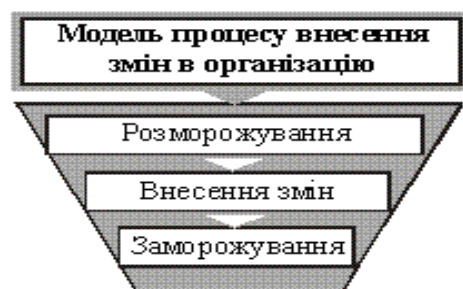 Модель процесу внесення
змін в організацію
Розморожування
Внесення змін
Заморожування